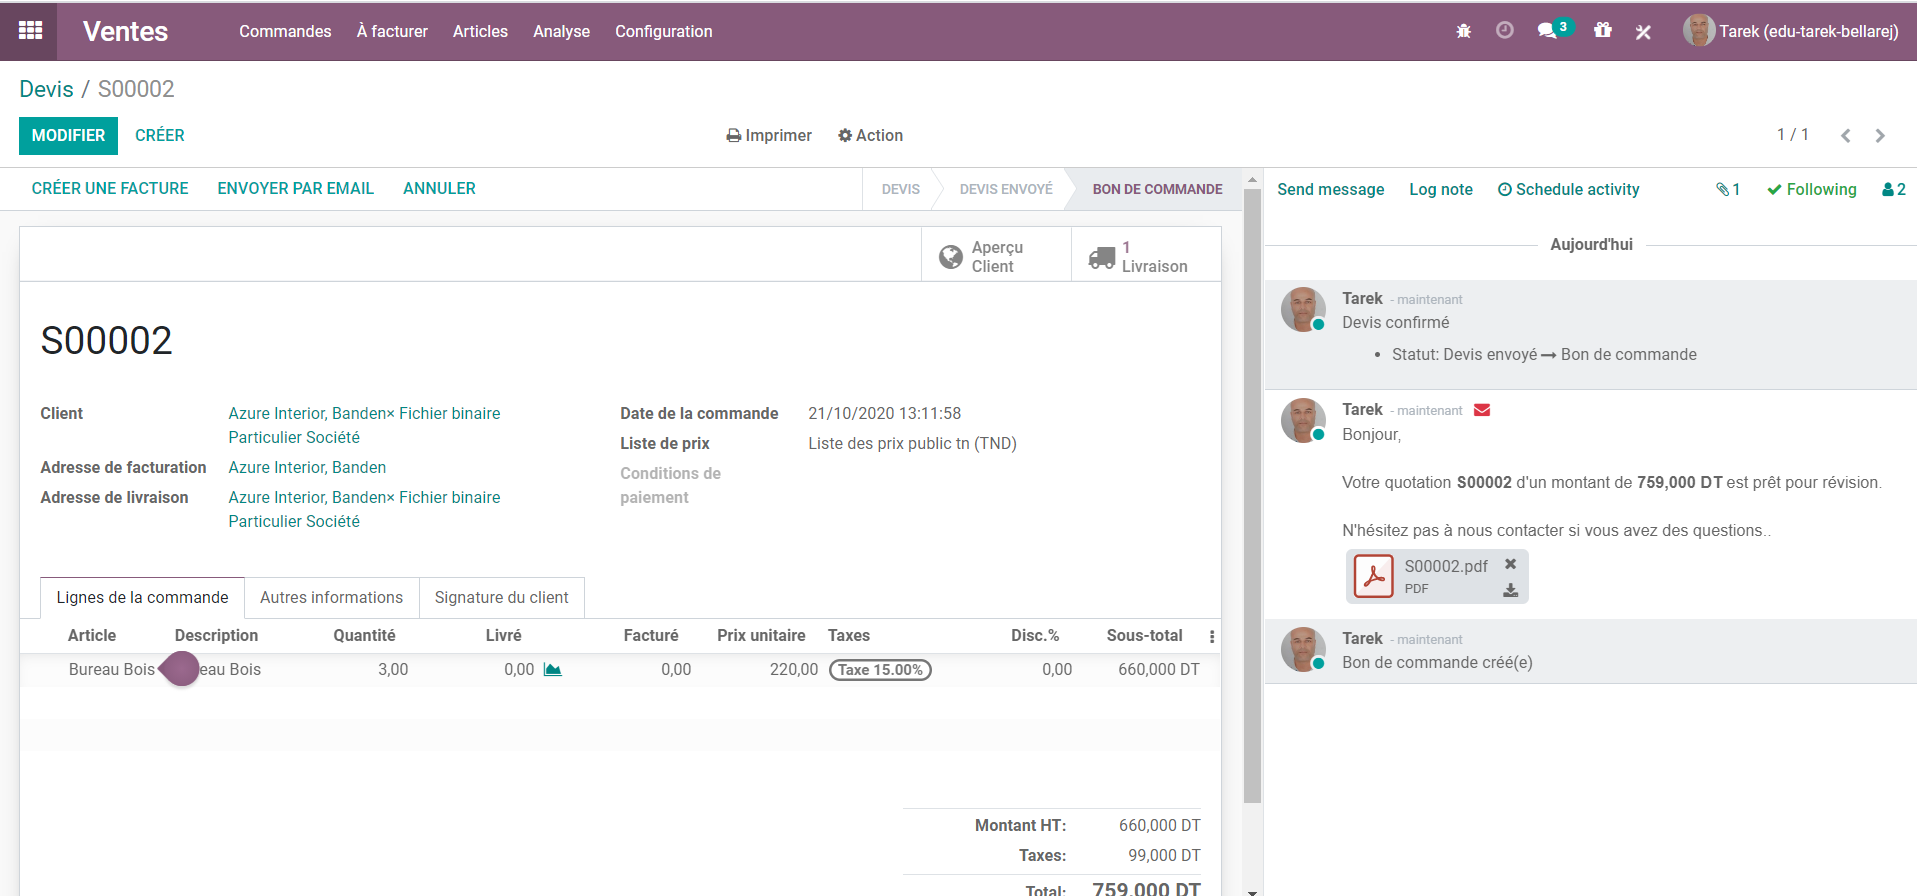 Ventes Commandes À facturer Articles Analyse Configuration 3 Tarek (edu-tarek-bellarej)
Devis / S00002
MODIFIER CRÉER Imprimer Action 1 / 1
CRÉER UNE FACTURE ENVOYER PAR EMAIL ANNULER DEVIS DEVIS ENVOYÉ BON DE COMMANDE
Aperçu Client
1 Livraison
S00002
Client Azure Interior, Banden× Fichier binaire
Particulier Société
Adresse de facturation Azure Interior, Banden
Adresse de livraison Azure Interior, Banden× Fichier binaire
Particulier Société
Date de la commande 21/10/2020 13:11:58
Liste de prix Liste des prix public tn (TND)
Conditions de
paiement
Lignes de la commande Autres informations Signature du client
Article Description Quantité Livré Facturé Prix unitaire Taxes Disc.% Sous-total
Bureau Bois eau Bois 3,00 0,00 0,00 220,00 Taxe 15.00% 0,00 660,000 DT
Montant HT: 660,000 DT
Taxes: 99,000 DT
Total: 759,000 DT
Send message Log note Schedule activity 1 Following 2
Aujourd'hui
Tarek - maintenant
Devis confirmé
• Statut: Devis envoyé → Bon de commande
Tarek - maintenant
Bonjour,
Votre quotation S00002 d'un montant de 759,000 DT est prêt pour révision.
N'hésitez pas à nous contacter si vous avez des questions..
S00002.pdf
PDF
Tarek - maintenant
Bon de commande créé(e)